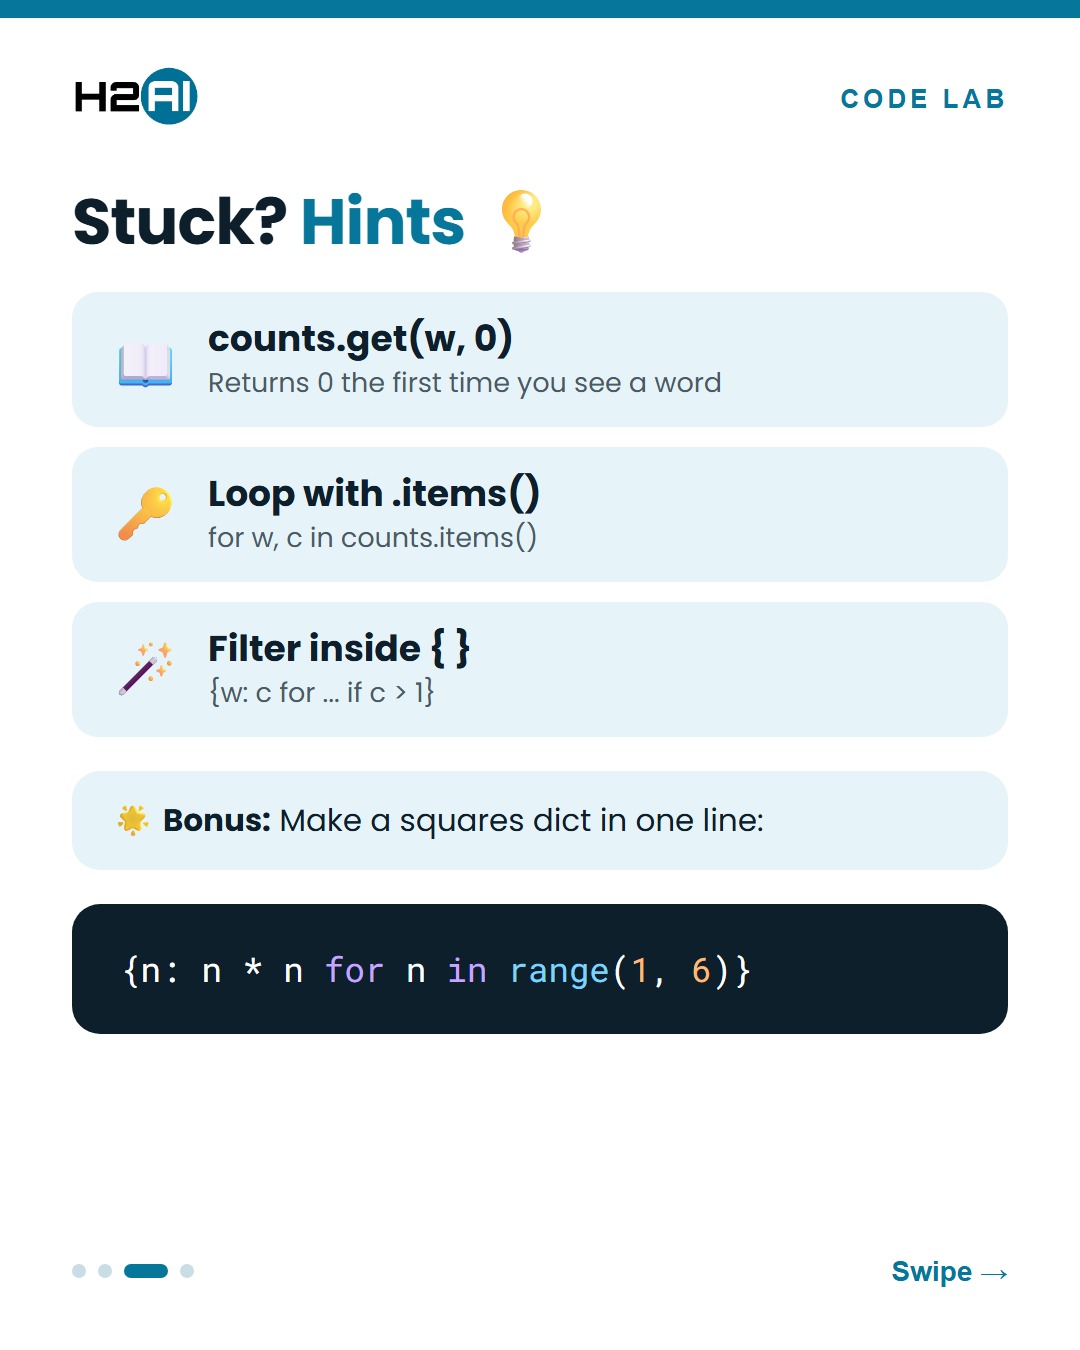 H2AI
CODE LAB
Stuck? Hints
counts.get(w, 0)
Returns 0 the first time you see a word
Loop with .items()
for w, c in counts.items()
Filter inside { }
{w: c for ... if c > 1}
Bonus: Make a squares dict in one line:
{n: n * n for n in range(1, 6)}
Swipe →